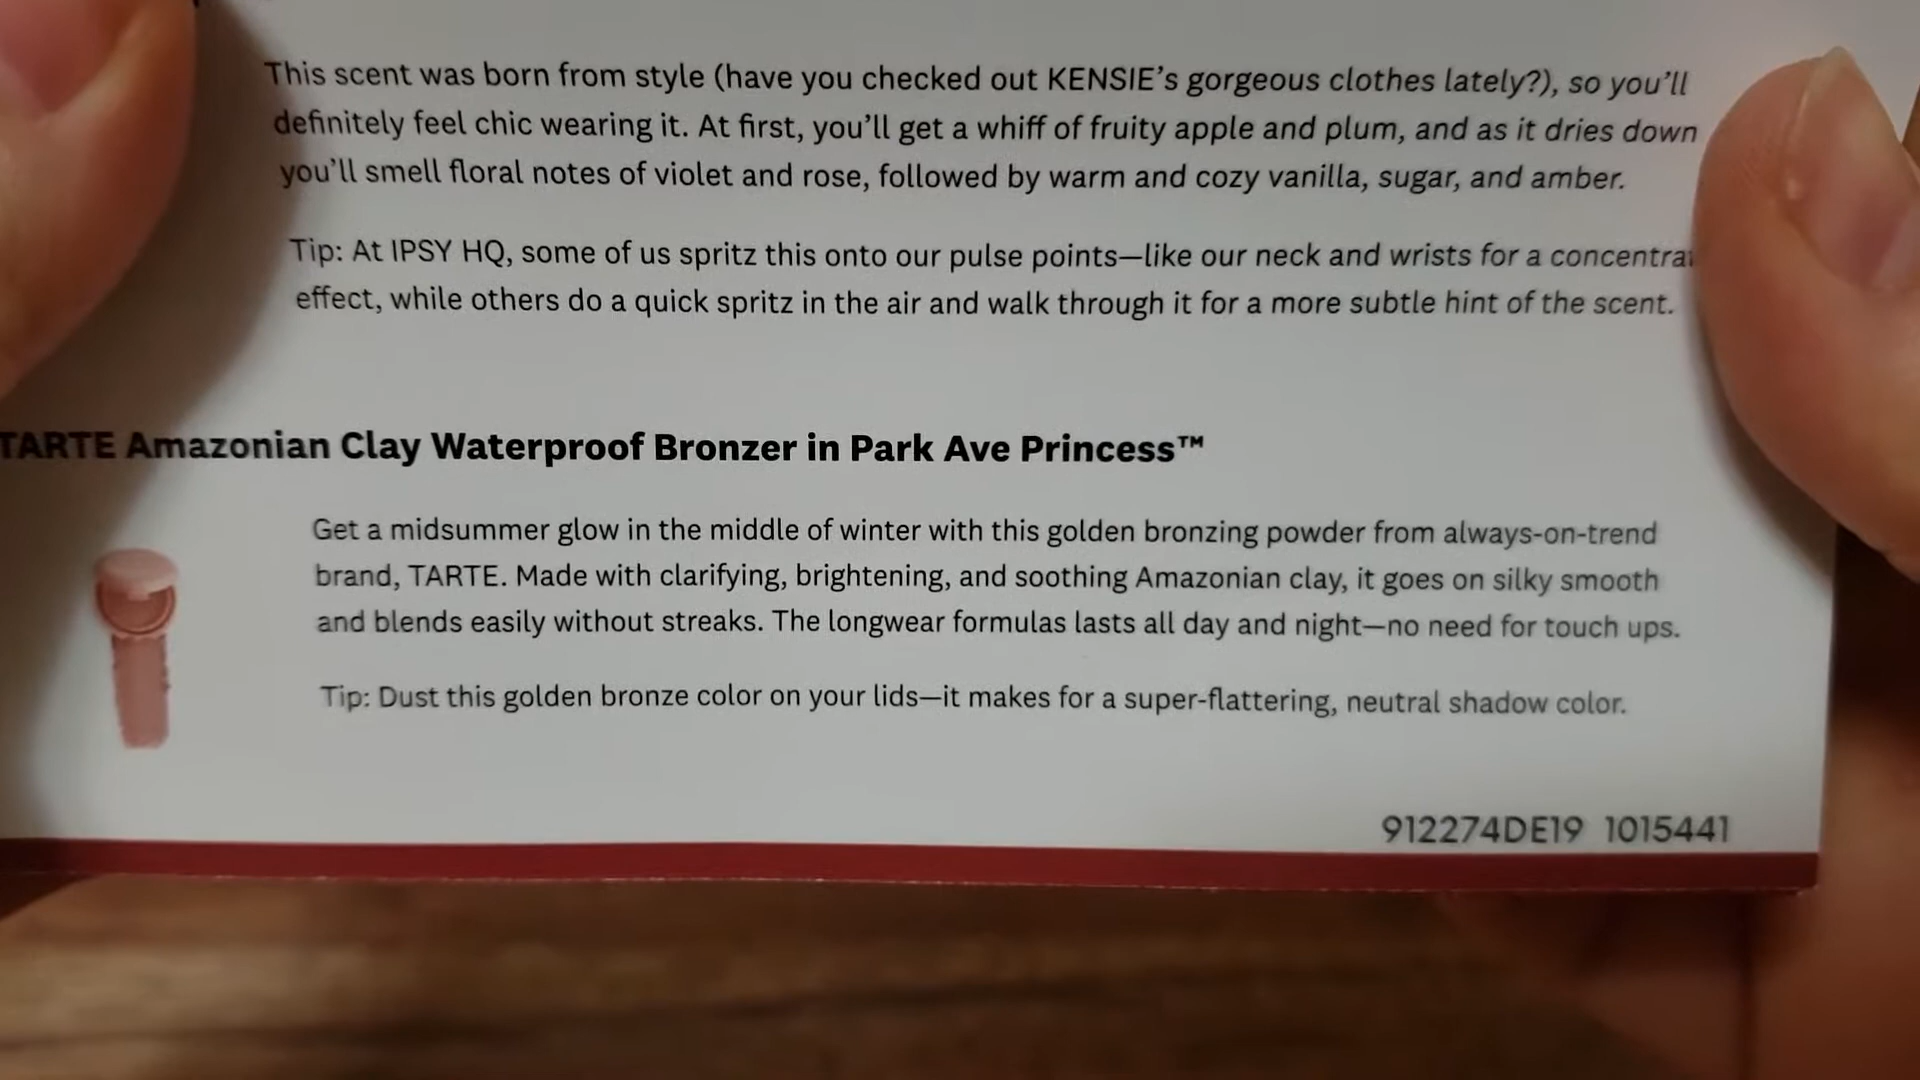 This scent was born from style (have you checked out KENSIE's gorgeous clothes lately?), so you'll
definitely feel chic wearing it. At first, you'll get a whiff of fruity apple and plum, and as it dries down
you'll smell floral notes of violet and rose, followed by warm and cozy vanilla, sugar, and amber.
Tip: At IPSY HQ, some of us spritz this onto our pulse points—like our neck and wrists for a
effect, while others do a quick spritz in the air and walk through it for a more subtle hint of the scent.
TARTE Amazonian Clay Waterproof Bronzer in Park Ave Princess™
Get a midsummer glow in the middle of winter with this golden bronzing powder from always-on-trend
brand, TARTE. Made with clarifying, brightening, and soothing Amazonian clay, it goes on silky smooth
and blends easily without streaks. The longwear formulas lasts all day and night—no need for touch ups.
Tip: Dust this golden bronze color on your lids—it makes for a super-flattering, neutral shadow color.
912274DE19 1015441